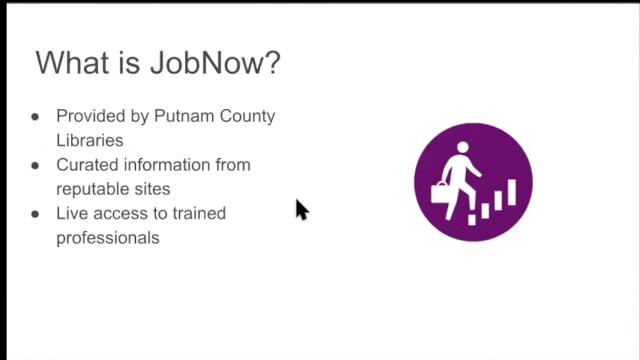 What is JobNow?
● Provided by Putnam County
Libraries
● Curated information from
reputable sites
● Live access to trained
professionals